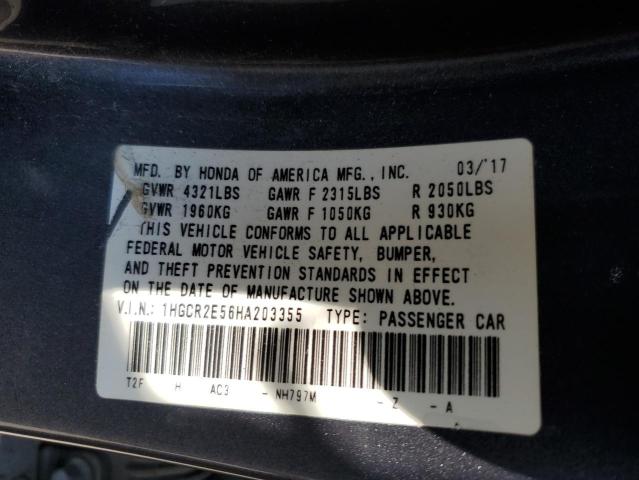 MFD. BY HONDA OF AMERICA MFG., INC. 03/'17
GVWR 4321LBS GAWR F 2315LBS R 2050LBS
GVWR 1960KG GAWR F 1050KG R 930KG
THIS VEHICLE CONFORMS TO ALL APPLICABLE
FEDERAL MOTOR VEHICLE SAFETY, BUMPER,
AND THEFT PREVENTION STANDARDS IN EFFECT
ON THE DATE OF MANUFACTURE SHOWN ABOVE.
V.I.N.: 1HGCR2E56HA203355 TYPE: PASSENGER CAR
T2F H AC3 - NH797M - Z - A